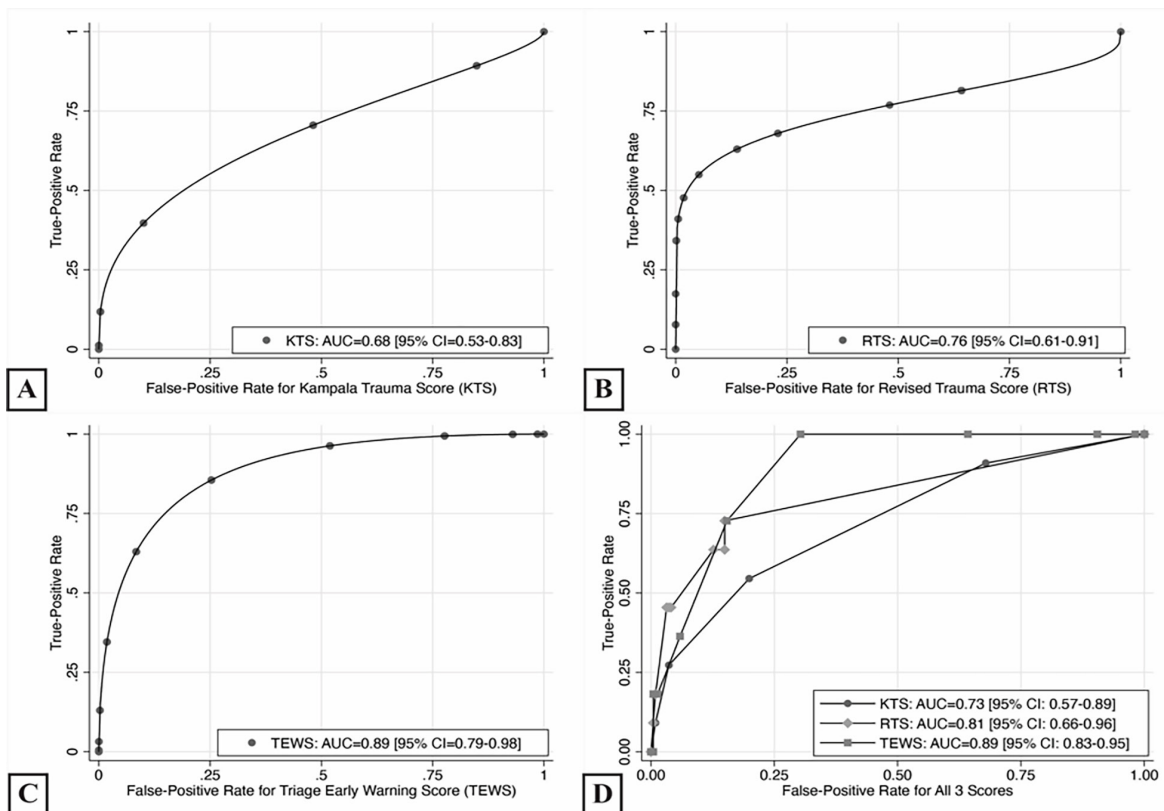 True-Positive Rate
1
.75
.5
.25
0
KTS: AUC=0.68 [95% CI=0.53-0.83]
0 .25 .5 .75 1
False-Positive Rate for Kampala Trauma Score (KTS)
A
True-Positive Rate
1
.75
.5
.25
0
RTS: AUC=0.76 [95% CI=0.61-0.91]
0 .25 .5 .75 1
False-Positive Rate for Revised Trauma Score (RTS)
B
True-Positive Rate
1
.75
.5
.25
0
TEWS: AUC=0.89 [95% CI=0.79-0.98]
0 .25 .5 .75 1
False-Positive Rate for Triage Early Warning Score (TEWS)
C
True-Positive Rate
1.00
0.75
0.50
0.25
0.00
KTS: AUC=0.73 [95% CI: 0.57-0.89]
RTS: AUC=0.81 [95% CI: 0.66-0.96]
TEWS: AUC=0.89 [95% CI: 0.83-0.95]
0.00 0.25 0.50 0.75 1.00
False-Positive Rate for All 3 Scores
D